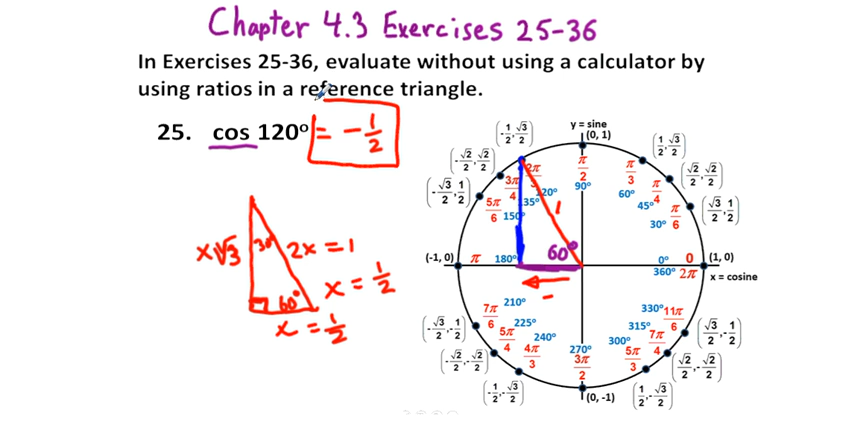 Chapter 4.3 Exercises 25-36
In Exercises 25-36, evaluate without using a calculator by
using ratios in a reference triangle.
25. cos 120° = -1/2
x√3
30°
2x = 1
x = 1/2
60°
x = 1/2
y = sine
(0, 1)
(-1/2, √3/2)
(1/2, √3/2)
(-√2/2, √2/2)
(√2/2, √2/2)
(-√3/2, 1/2)
(√3/2, 1/2)
2π/3
π/2
π/3
3π/4
π/4
5π/6
π/6
120°
90°
60°
135°
45°
150°
30°
1
60°
(-1, 0)
π
180°
0°
0
(1, 0)
360°
2π
x = cosine
-
210°
330°
7π/6
11π/6
225°
315°
5π/4
7π/4
240°
300°
4π/3
5π/3
270°
3π/2
(-√3/2, -1/2)
(√3/2, -1/2)
(-√2/2, -√2/2)
(√2/2, -√2/2)
(-1/2, -√3/2)
(1/2, -√3/2)
(0, -1)